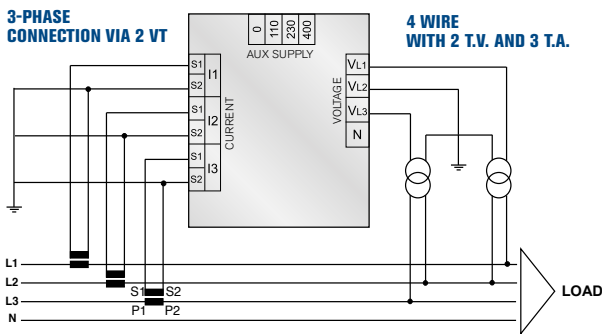 3-PHASE
CONNECTION VIA 2 VT
0 110 230 400
AUX SUPPLY
4 WIRE
WITH 2 T.V. AND 3 T.A.
S1
S2
I1
S1
S2
I2
S1
S2
I3
CURRENT
VOLTAGE
VL1
VL2
VL3
N
L1
L2
L3
N
S1 S2
P1 P2
LOAD